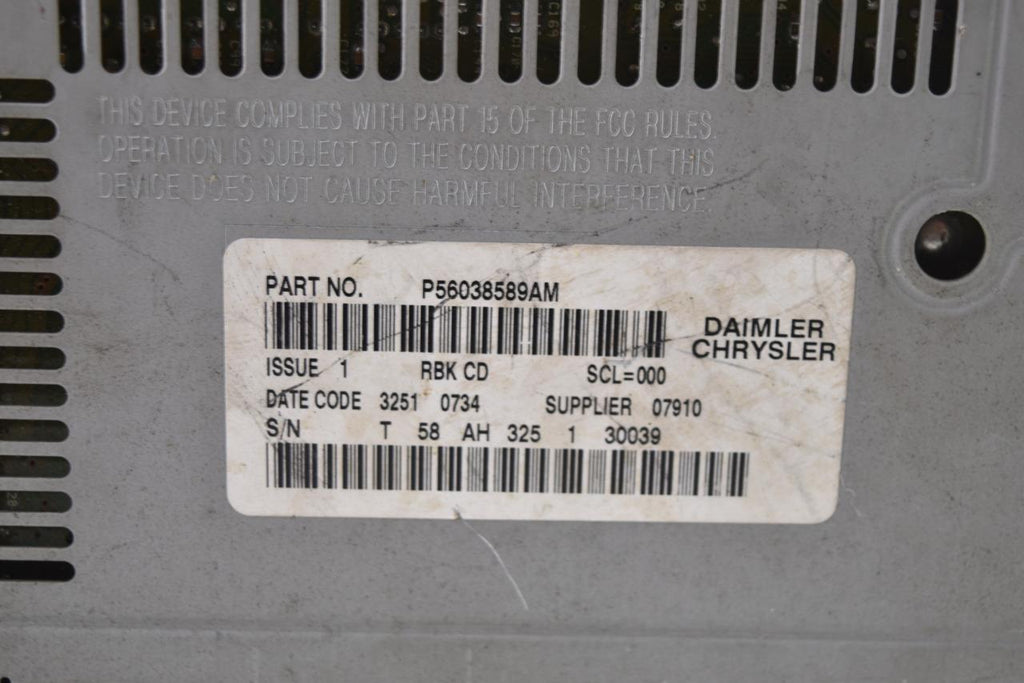 THIS DEVICE COMPLIES WITH PART 15 OF THE FCC RULES.
OPERATION IS SUBJECT TO THE CONDITIONS THAT THIS
DEVICE DOES NOT CAUSE HARMFUL INTERFERENCE.
PART NO. P56038589AM
DAIMLER
CHRYSLER
ISSUE 1 RBK CD SCL=000
DATE CODE 3251 0734 SUPPLIER 07910
S/N T 58 AH 325 1 30039